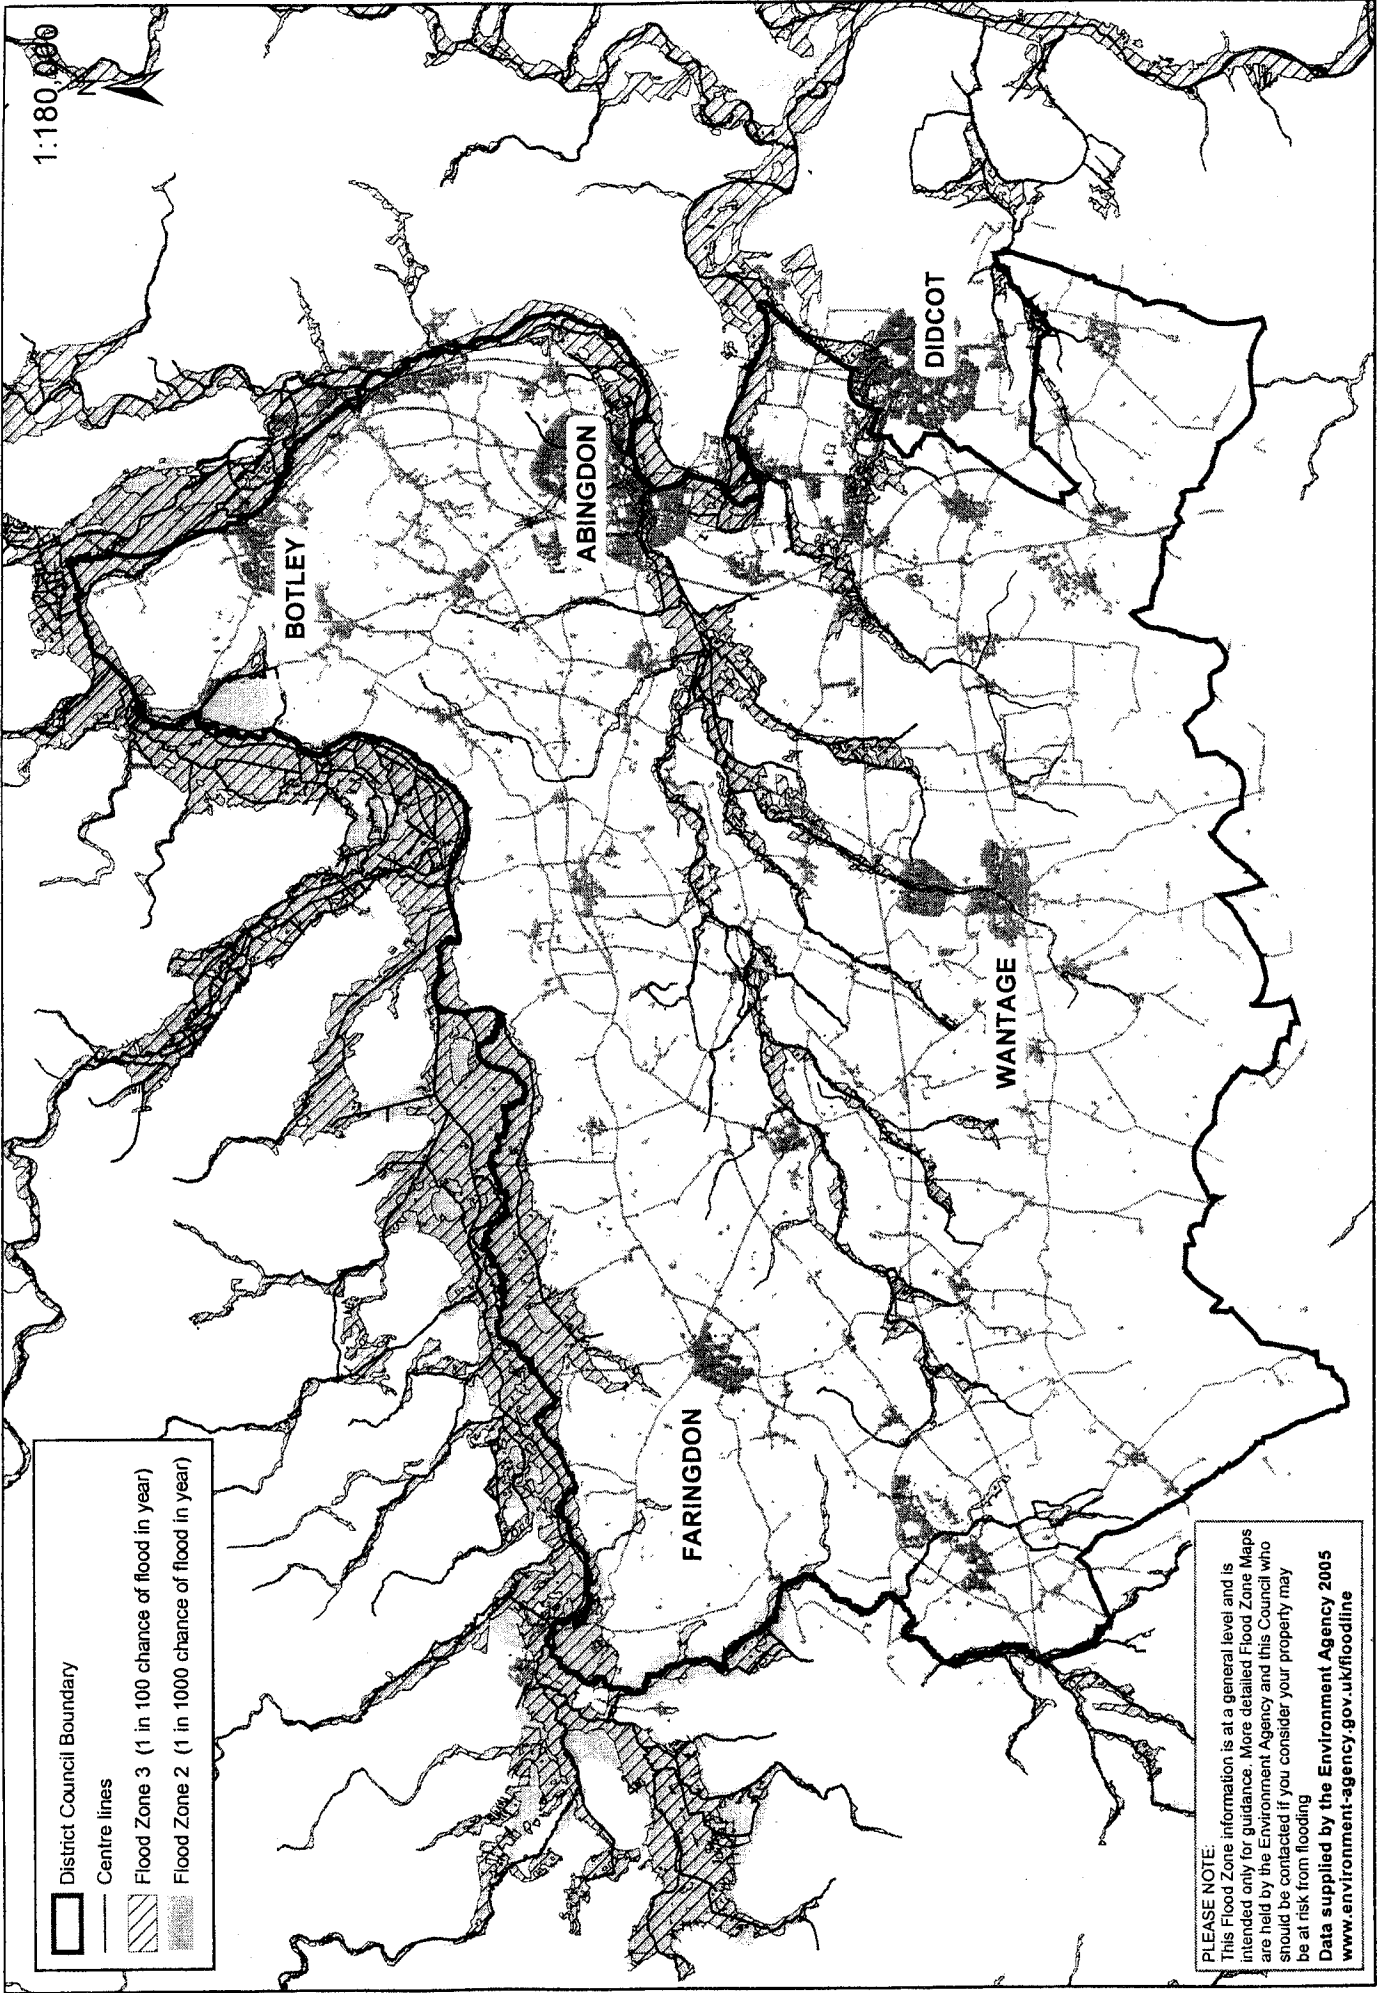 1:180,000
N
District Council Boundary
Centre lines
Flood Zone 3 (1 in 100 chance of flood in year)
Flood Zone 2 (1 in 1000 chance of flood in year)
BOTLEY
ABINGDON
DIDCOT
WANTAGE
FARINGDON
PLEASE NOTE:
This Flood Zone information is at a general level and is
intended only for guidance. More detailed Flood Zone Maps
are held by the Environment Agency and this Council who
should be contacted if you consider your property may
be at risk from flooding
Data supplied by the Environment Agency 2005
www.environment-agency.gov.uk/floodline